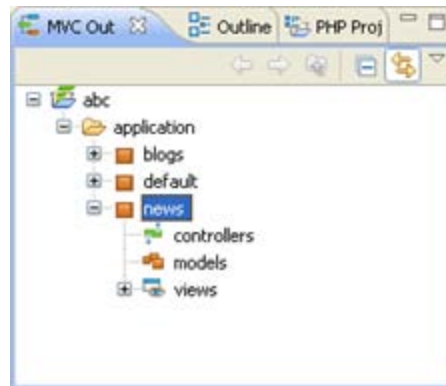 MVC Out Outline PHP Proj
abc
application
blogs
default
news
controllers
models
views